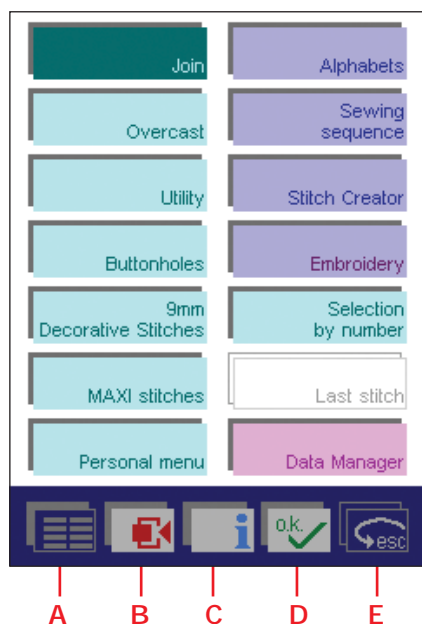 Join
Alphabets
Overcast
Sewing
sequence
Utility
Stitch Creator
Buttonholes
Embroidery
9mm
Decorative Stitches
Selection
by number
MAXI stitches
Last stitch
Personal menu
Data Manager
i
o.k.
esc
A
B
C
D
E